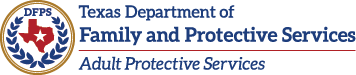 DFPS
Texas Department of
Family and Protective Services
Adult Protective Services